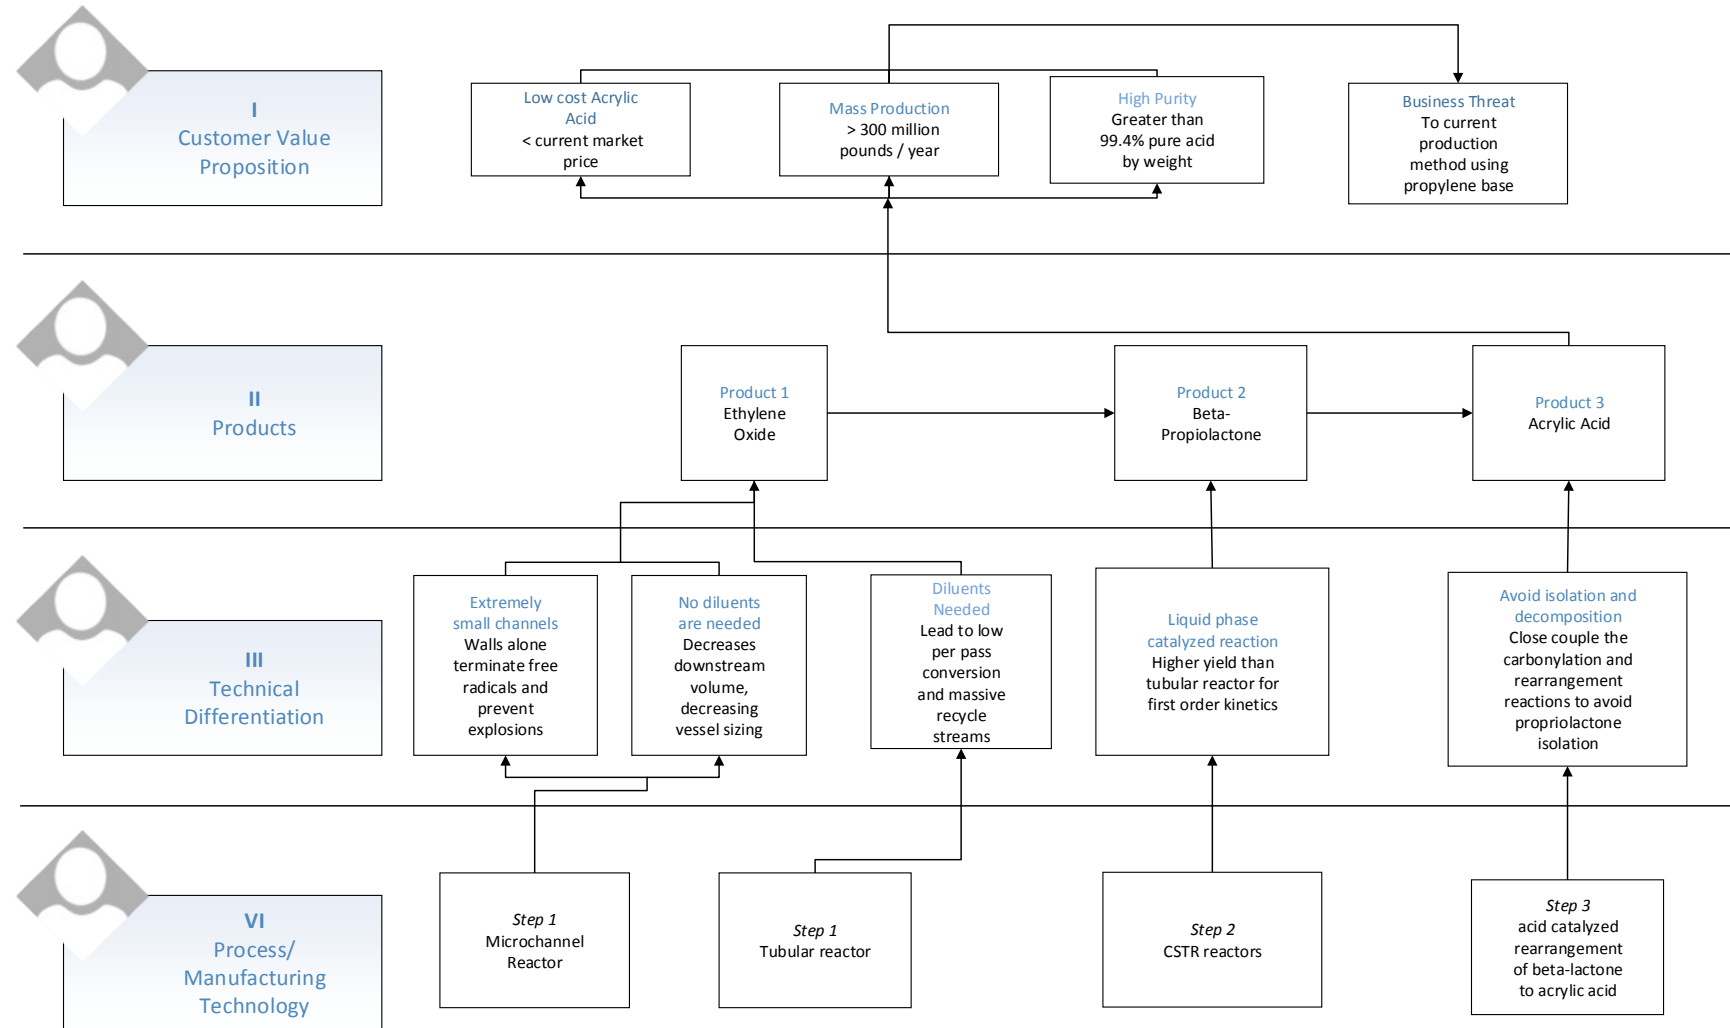 I
Customer Value
Proposition
Low cost Acrylic
Acid
< current market
price
Mass Production
> 300 million
pounds / year
High Purity
Greater than
99.4% pure acid
by weight
Business Threat
To current
production
method using
propylene base
II
Products
Product 1
Ethylene
Oxide
Product 2
Beta-
Propiolactone
Product 3
Acrylic Acid
III
Technical
Differentiation
Extremely
small channels
Walls alone
terminate free
radicals and
prevent
explosions
No diluents
are needed
Decreases
downstream
volume,
decreasing
vessel sizing
Diluents
Needed
Lead to low
per pass
conversion
and massive
recycle
streams
Liquid phase
catalyzed reaction
Higher yield than
tubular reactor for
first order kinetics
Avoid isolation and
decomposition
Close couple the
carbonylation and
rearrangement
reactions to avoid
propriolactone
isolation
VI
Process/
Manufacturing
Technology
Step 1
Microchannel
Reactor
Step 1
Tubular reactor
Step 2
CSTR reactors
Step 3
acid catalyzed
rearrangement
of beta-lactone
to acrylic acid